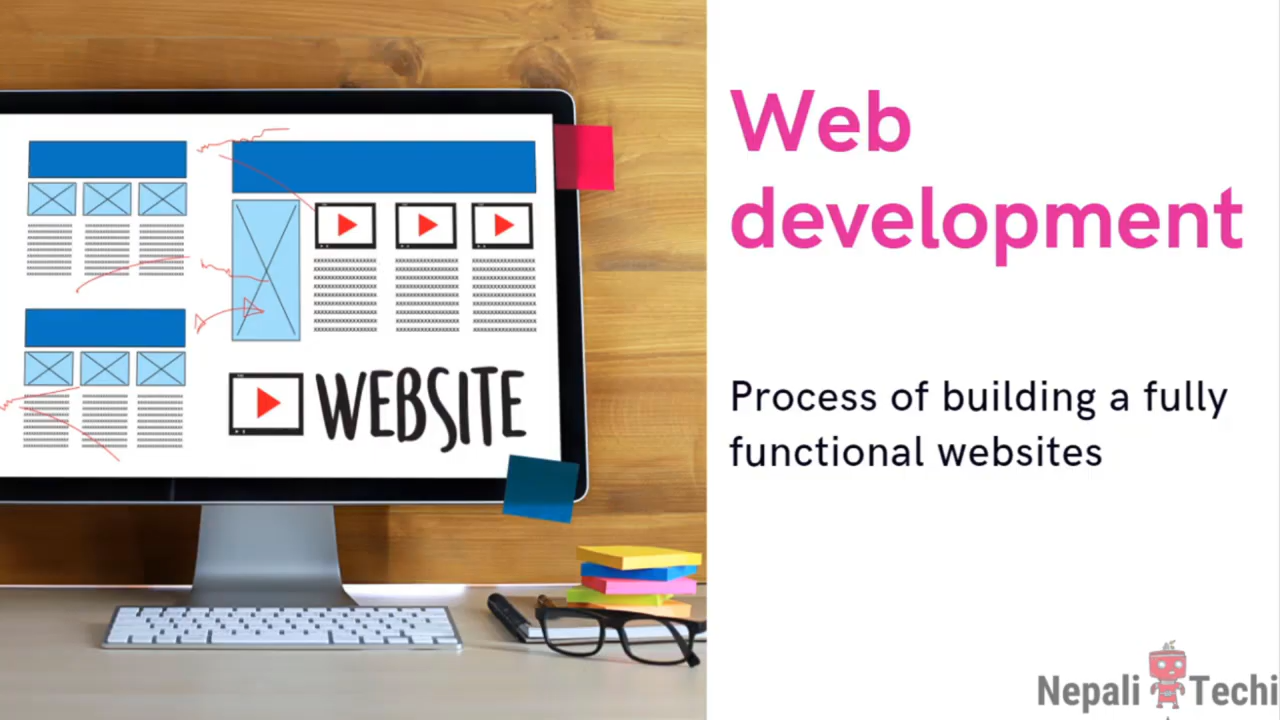 WEBSITE
Web
development
Process of building a fully
functional websites
Nepali Techi